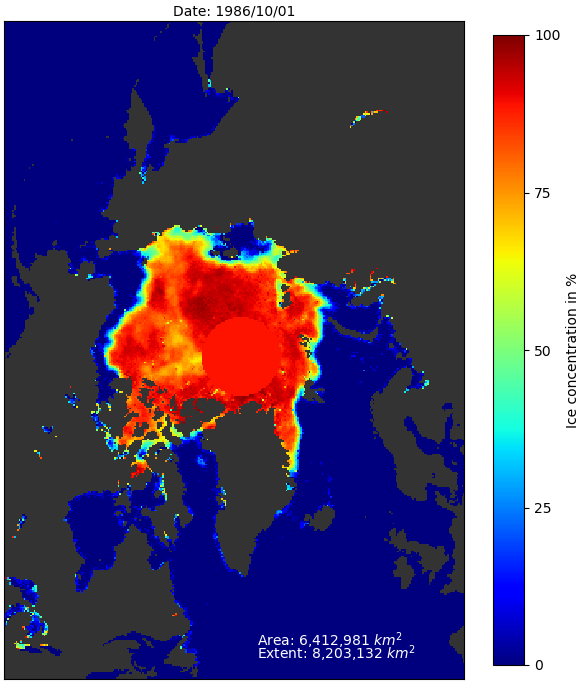 Date: 1986/10/01
100
75
50
25
0
Ice concentration in %
Area: 6,412,981 km²
Extent: 8,203,132 km²